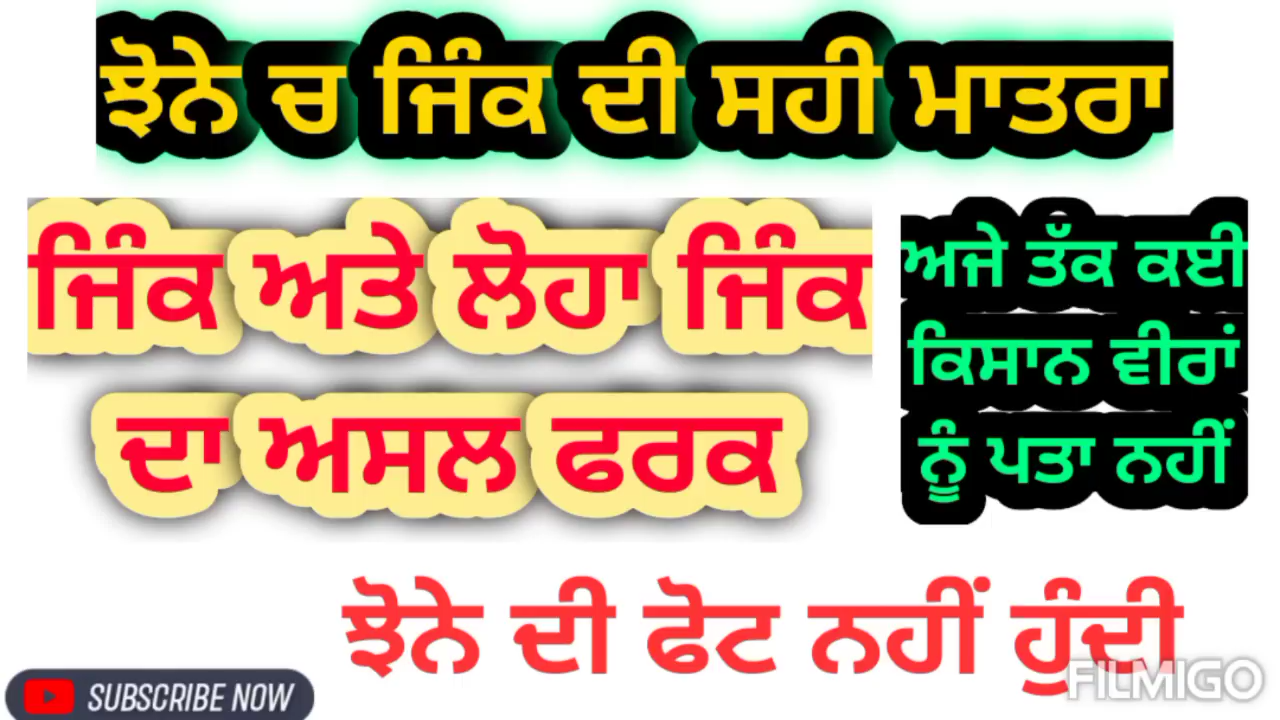 ਝੋਨੇ ਚ ਜਿੰਕ ਦੀ ਸਹੀ ਮਾਤਰਾ
ਜਿੰਕ ਅਤੇ ਲੋਹਾ ਜਿੰਕ
ਦਾ ਅਸਲ ਫਰਕ
ਅਜੇ ਤੱਕ ਕਈ
ਕਿਸਾਨ ਵੀਰਾਂ
ਨੂੰ ਪਤਾ ਨਹੀਂ
ਝੋਨੇ ਦੀ ਫੋਟ ਨਹੀਂ ਹੁੰਦੀ
SUBSCRIBE NOW
FILMIGO